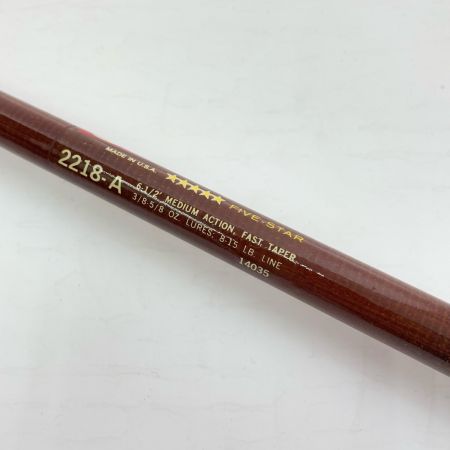 MADE IN U.S.A.
★★★★★ FIVE-STAR
2218-A
6-1/2' MEDIUM ACTION, FAST TAPER
3/8-5/8 OZ. LURES, 8-15 LB. LINE
14035